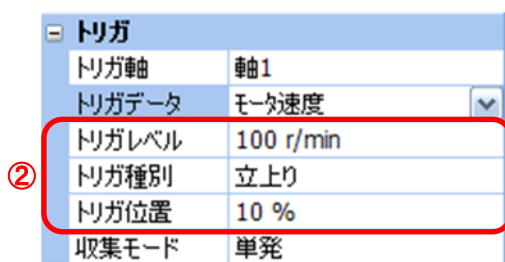 トリガ
トリガ軸 軸1
トリガデータ モータ速度
トリガレベル 100 r/min
② トリガ種別 立上り
トリガ位置 10 %
収集モード 単発